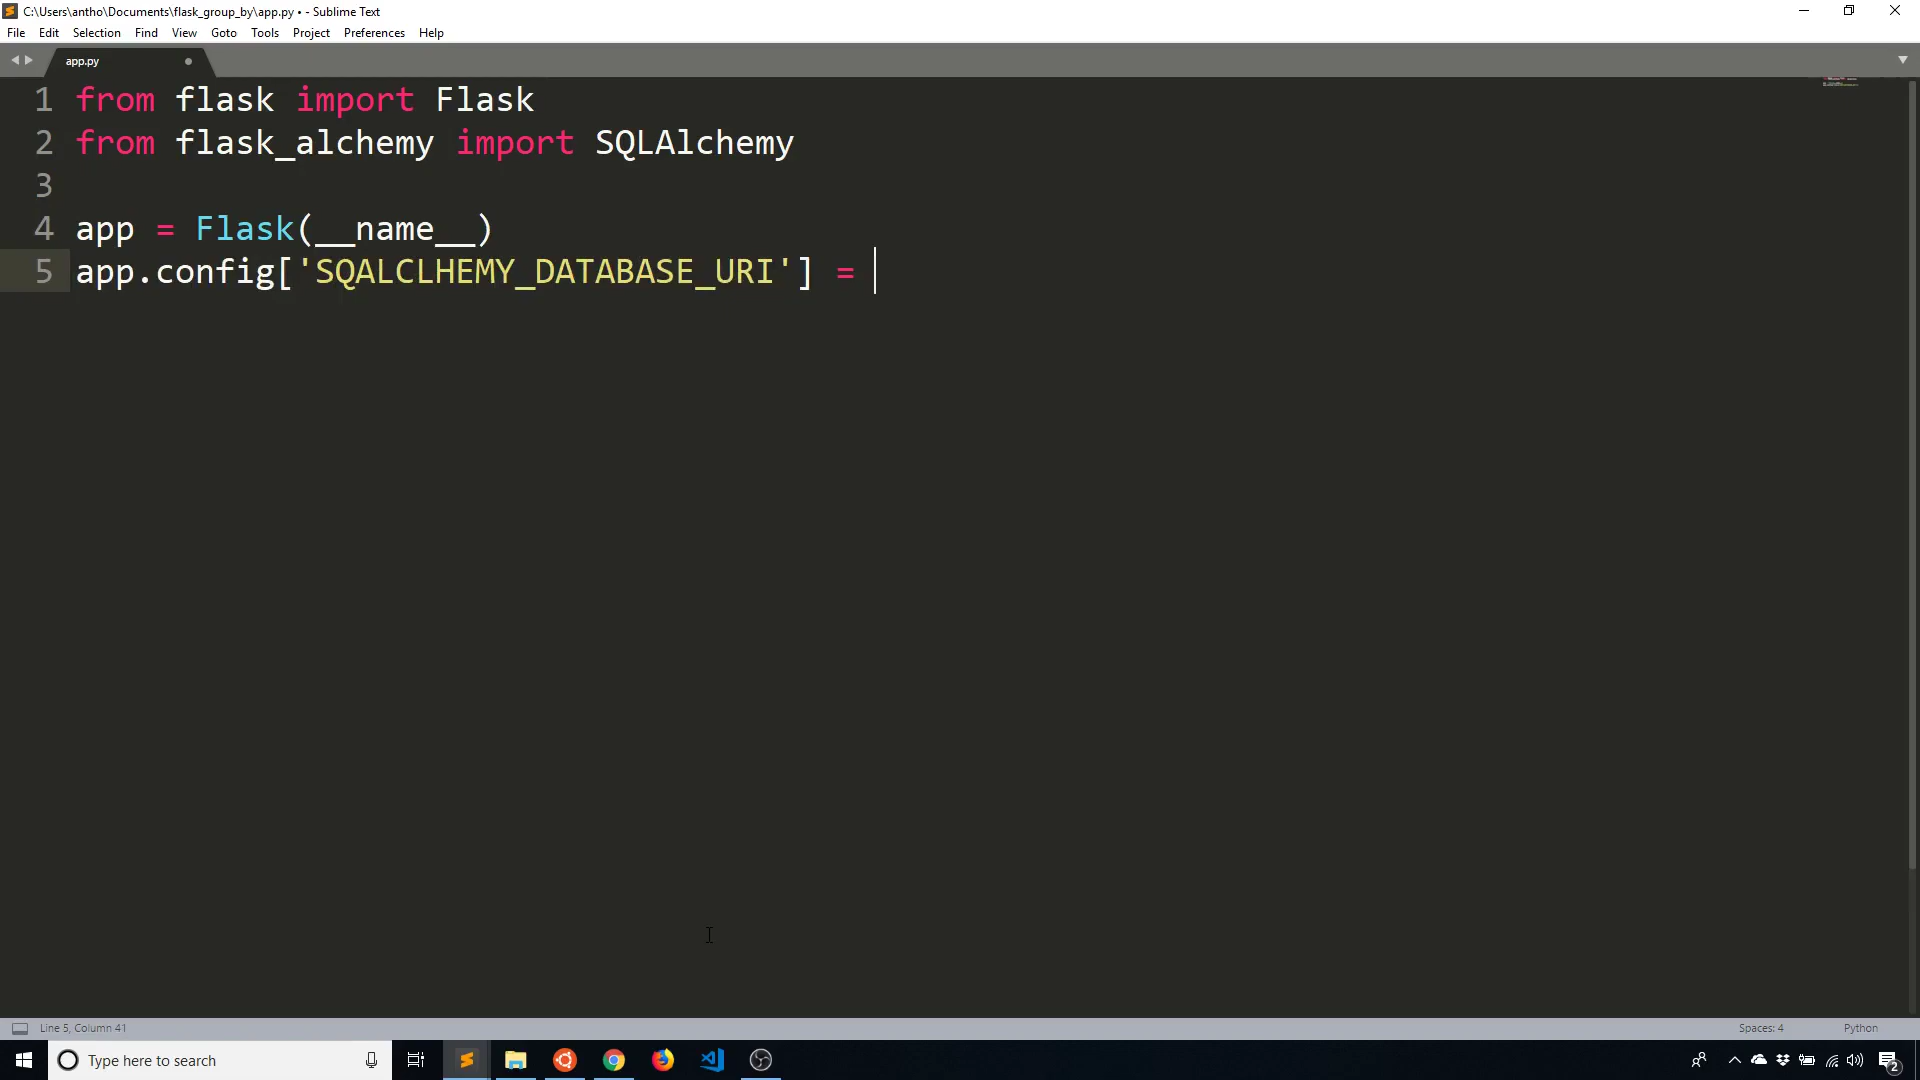 C:\Users\antho\Documents\flask_group_by\app.py • - Sublime Text
File Edit Selection Find View Goto Tools Project Preferences Help
app.py
1 from flask import Flask
2 from flask_alchemy import SQLAlchemy
3
4 app = Flask(__name__)
5 app.config['SQALCLHEMY_DATABASE_URI'] =
Line 5, Column 41 Spaces: 4 Python
Type here to search 2